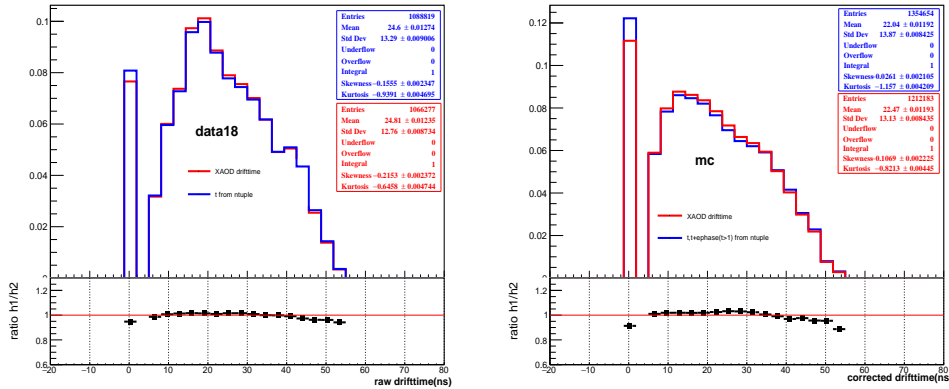 data18
XAOD drifttime
t from ntuple
Entries 1088819
Mean 24.6 ± 0.01274
Std Dev 13.29 ± 0.009006
Underflow 0
Overflow 0
Integral 1
Skewness-0.1555 ± 0.002347
Kurtosis-0.9391 ± 0.004695
Entries 1066277
Mean 24.81 ± 0.01235
Std Dev 12.76 ± 0.008734
Underflow 0
Overflow 0
Integral 1
Skewness-0.2153 ± 0.002372
Kurtosis-0.6458 ± 0.004744
0.1
0.08
0.06
0.04
0.02
ratio h1/h2
1.2
1
0.8
0.6
−20 −10 0 10 20 30 40 50 60 70 80
raw drifttime(ns)
mc
XAOD drifttime
t,t+ephase(t>1) from ntuple
Entries 1354654
Mean 22.04 ± 0.01192
Std Dev 13.87 ± 0.008425
Underflow 0
Overflow 0
Integral 1
Skewness-0.0261 ± 0.002105
Kurtosis -1.157 ± 0.004209
Entries 1212183
Mean 22.47 ± 0.01193
Std Dev 13.13 ± 0.008435
Underflow 0
Overflow 0
Integral 1
Skewness-0.1069 ± 0.002225
Kurtosis -0.8213 ± 0.00445
0.12
0.1
0.08
0.06
0.04
0.02
ratio h1/h2
1.2
1
0.8
0.6
−20 −10 0 10 20 30 40 50 60 70 80
corrected drifttime(ns